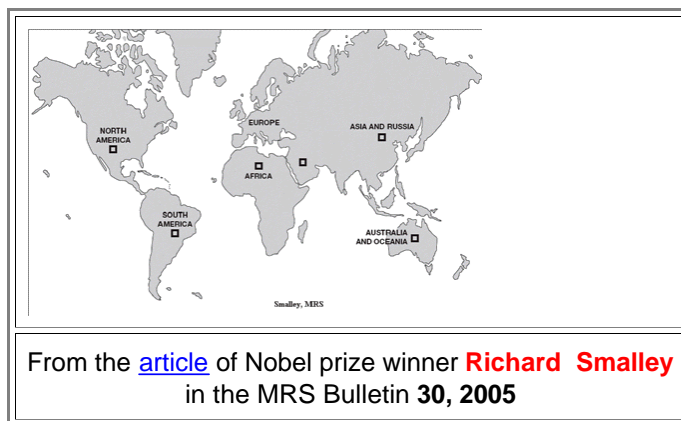 NORTH
AMERICA
EUROPE
ASIA AND RUSSIA
AFRICA
SOUTH
AMERICA
AUSTRALIA
AND OCEANIA
Smalley, MRS
From the article of Nobel prize winner Richard Smalley
in the MRS Bulletin 30, 2005